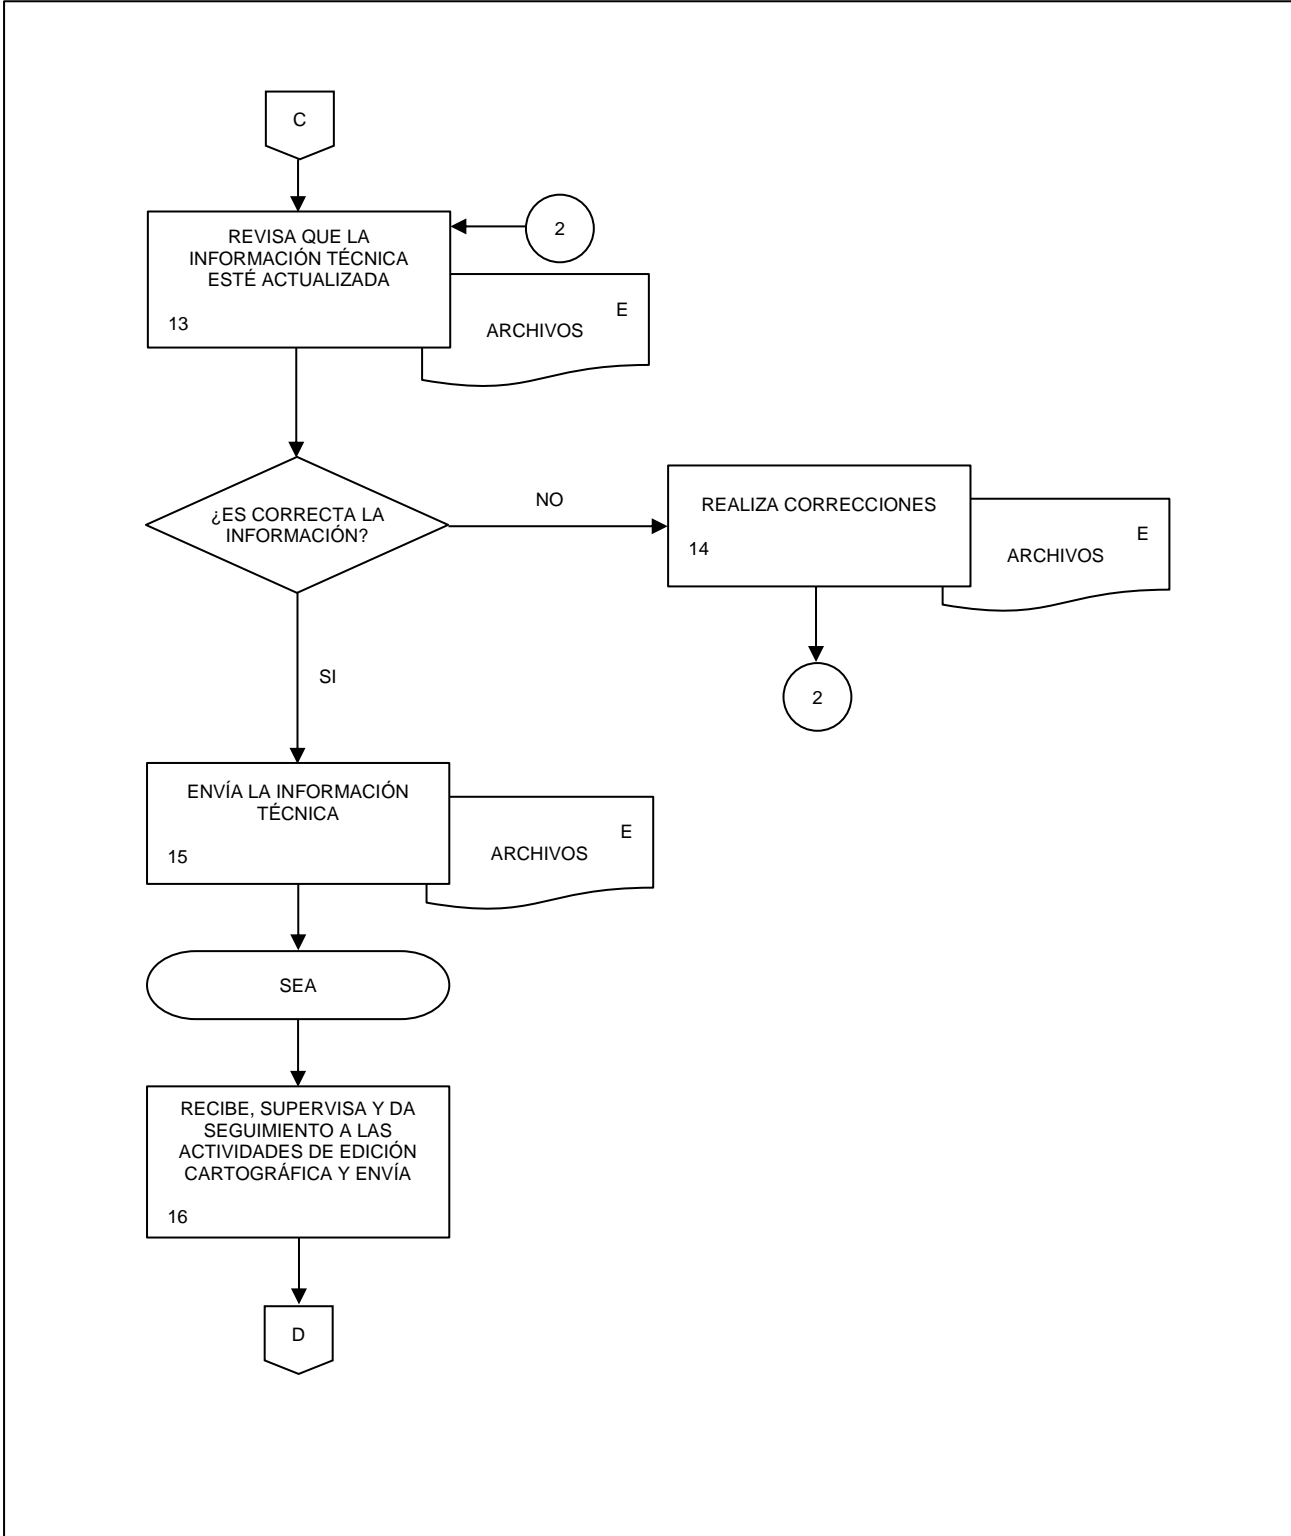 C
2
REVISA QUE LA
INFORMACIÓN TÉCNICA
ESTÉ ACTUALIZADA
13
E
ARCHIVOS
¿ES CORRECTA LA
INFORMACIÓN?
NO
REALIZA CORRECCIONES
14
E
ARCHIVOS
2
SI
ENVÍA LA INFORMACIÓN
TÉCNICA
15
E
ARCHIVOS
SEA
RECIBE, SUPERVISA Y DA
SEGUIMIENTO A LAS
ACTIVIDADES DE EDICIÓN
CARTOGRÁFICA Y ENVÍA
16
D